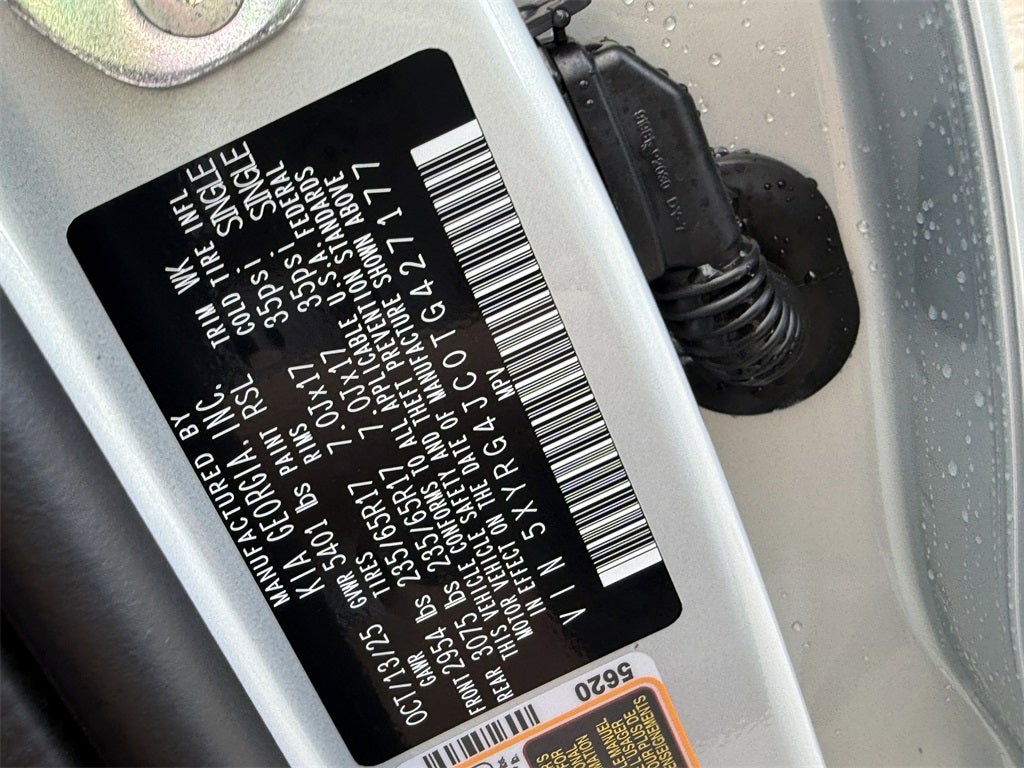 MANUFACTURED BY
KIA GEORGIA. INC. TRIM WK
OCT/13/25 GVWR 5401 lbs PAINT RSL COLD TIRE INFL
GAWR TIRES RIMS 35psi SINGLE
FRONT 2954 lbs 235/65R17 7.0JX17 35psi SINGLE
REAR 3075 lbs 235/65R17 7.0JX17
THIS VEHICLE CONFORMS TO ALL APPLICABLE U.S.A. FEDERAL
MOTOR VEHICLE SAFETY AND THEFT PREVENTION STANDARDS
IN EFFECT ON THE DATE OF MANUFACTURE SHOWN ABOVE
VIN 5XYRG4JC0TG427177
MPV
5620